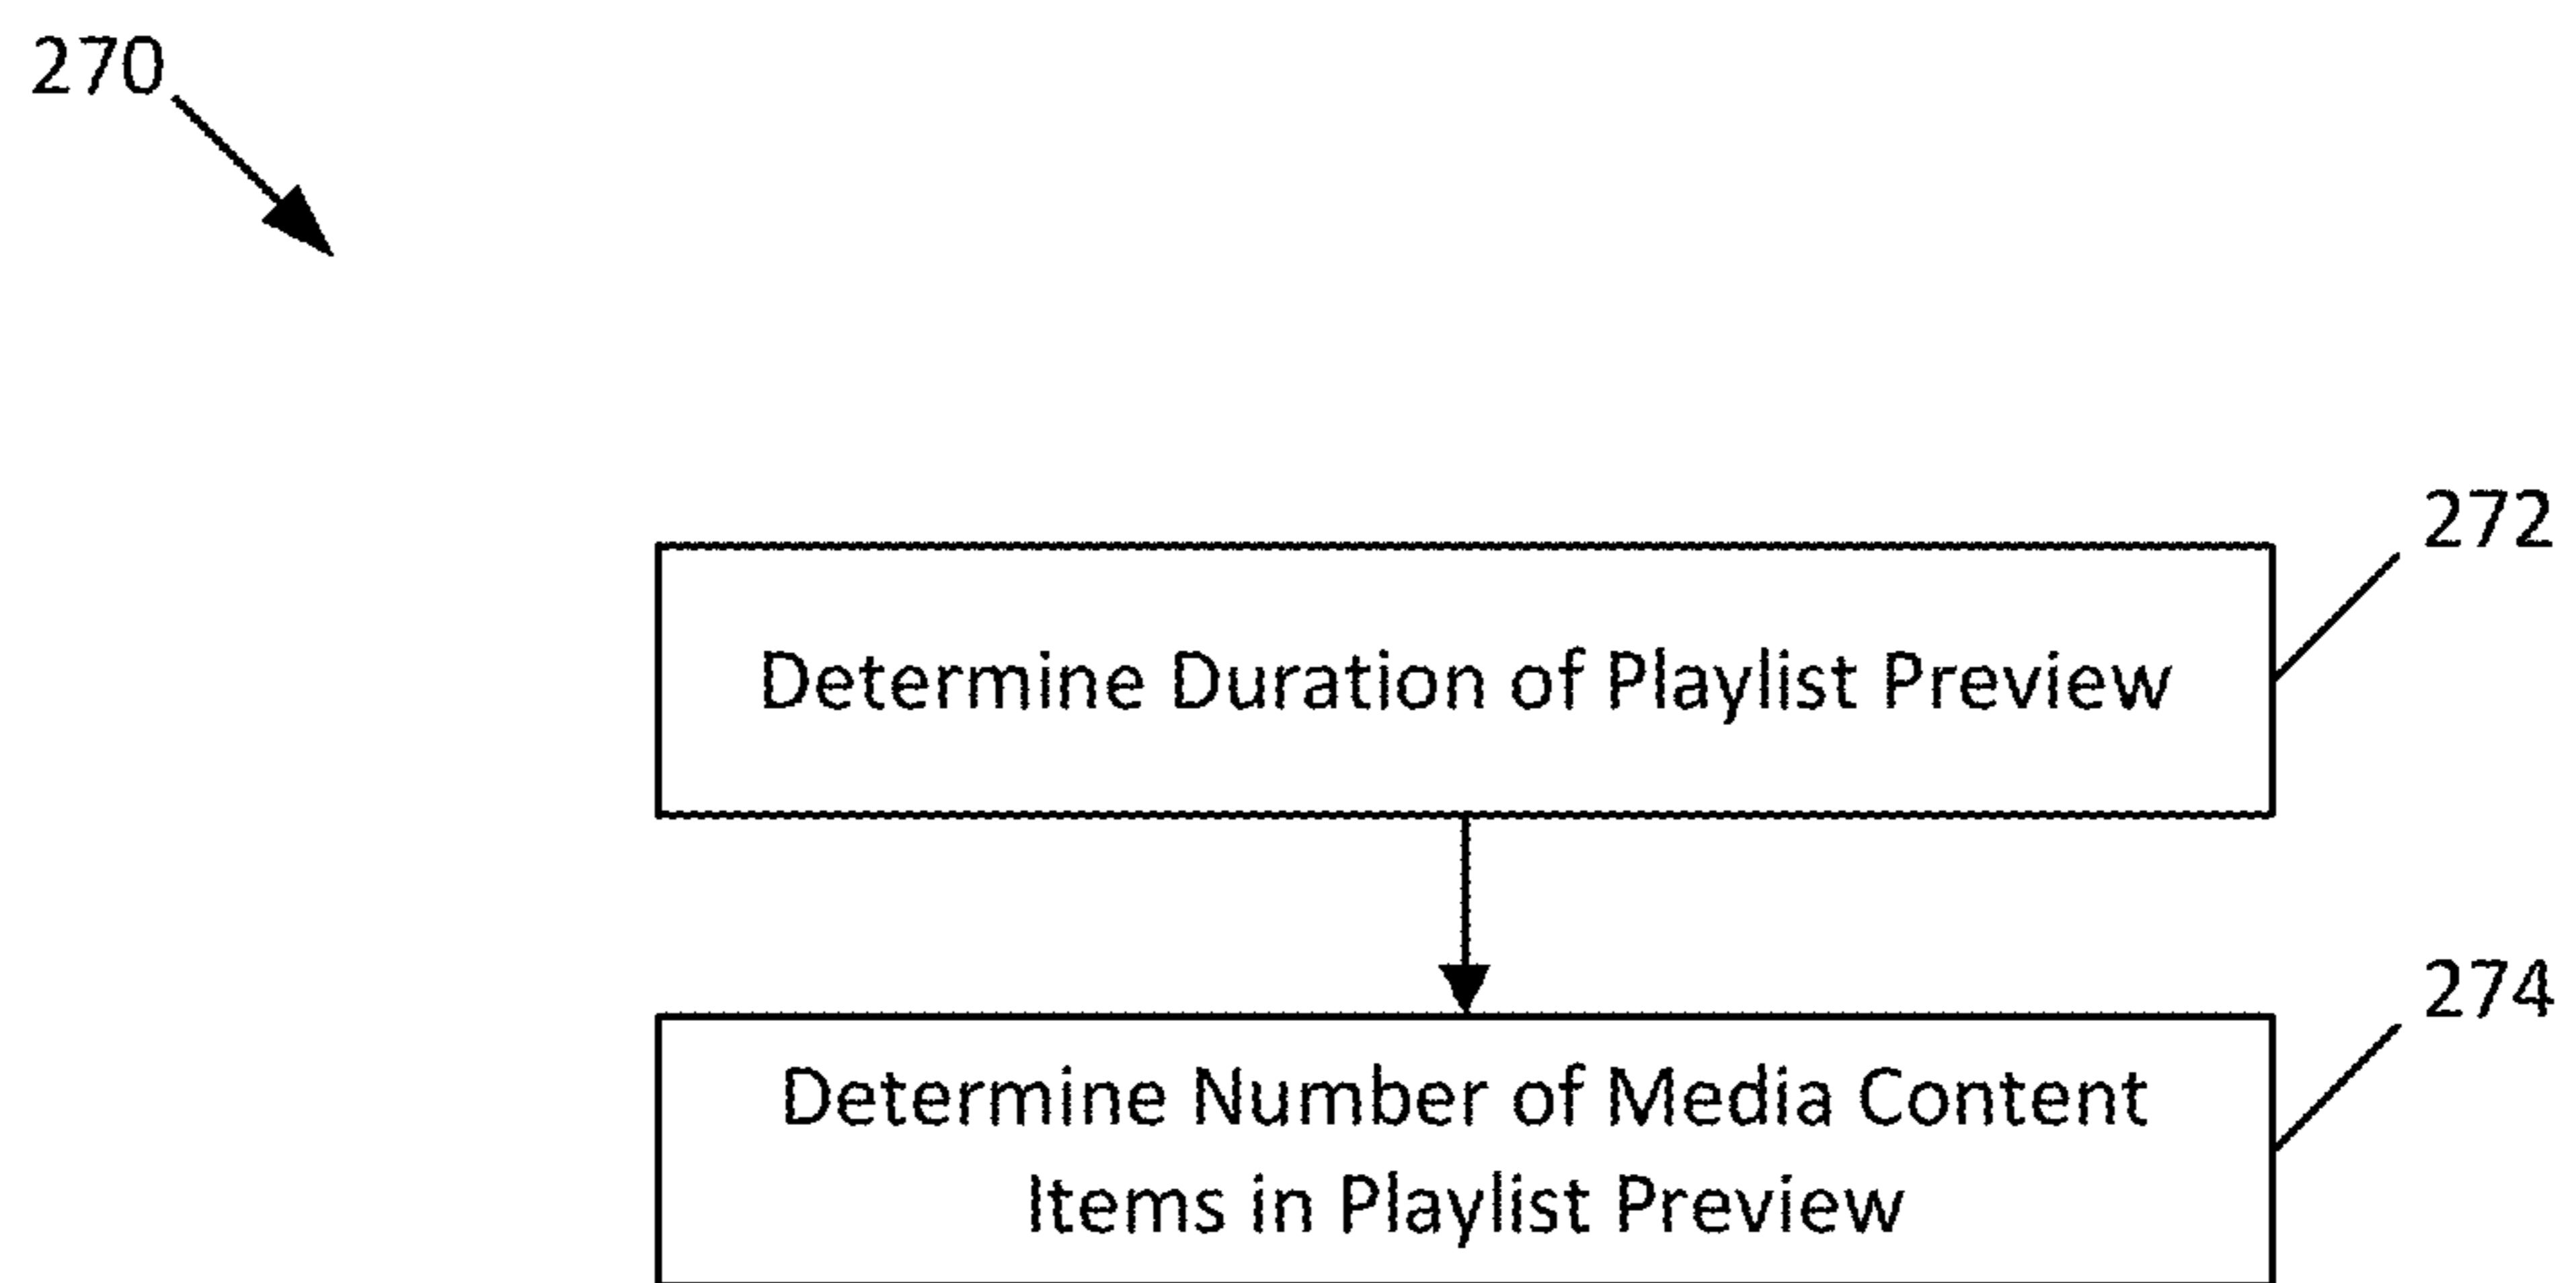 270
272
Determine Duration of Playlist Preview
274
Determine Number of Media Content
Items in Playlist Preview